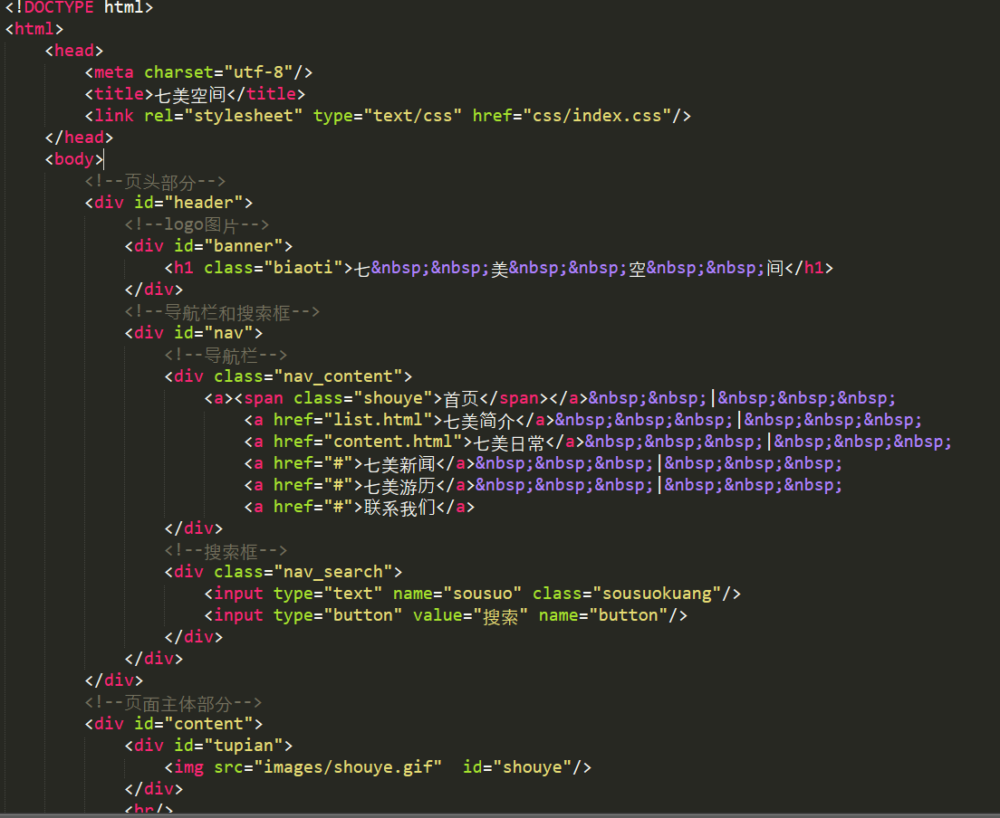 <!DOCTYPE html>
<html>
<head>
<meta charset="utf-8"/>
<title>七美空间</title>
<link rel="stylesheet" type="text/css" href="css/index.css"/>
</head>
<body>
<!--页头部分-->
<div id="header">
<!--logo图片-->
<div id="banner">
<h1 class="biaoti">七&nbsp;&nbsp;美&nbsp;&nbsp;空&nbsp;&nbsp;间</h1>
</div>
<!--导航栏和搜索框-->
<div id="nav">
<!--导航栏-->
<div class="nav_content">
<a><span class="shouye">首页</span></a>&nbsp;&nbsp;|&nbsp;&nbsp;&nbsp;
<a href="list.html">七美简介</a>&nbsp;&nbsp;&nbsp;|&nbsp;&nbsp;&nbsp;
<a href="content.html">七美日常</a>&nbsp;&nbsp;&nbsp;|&nbsp;&nbsp;&nbsp;
<a href="#">七美新闻</a>&nbsp;&nbsp;&nbsp;|&nbsp;&nbsp;&nbsp;
<a href="#">七美游历</a>&nbsp;&nbsp;&nbsp;|&nbsp;&nbsp;&nbsp;
<a href="#">联系我们</a>
</div>
<!--搜索框-->
<div class="nav_search">
<input type="text" name="sousuo" class="sousuokuang"/>
<input type="button" value="搜索" name="button"/>
</div>
</div>
</div>
<!--页面主体部分-->
<div id="content">
<div id="tupian">
<img src="images/shouye.gif"  id="shouye"/>
</div>
<hr/>